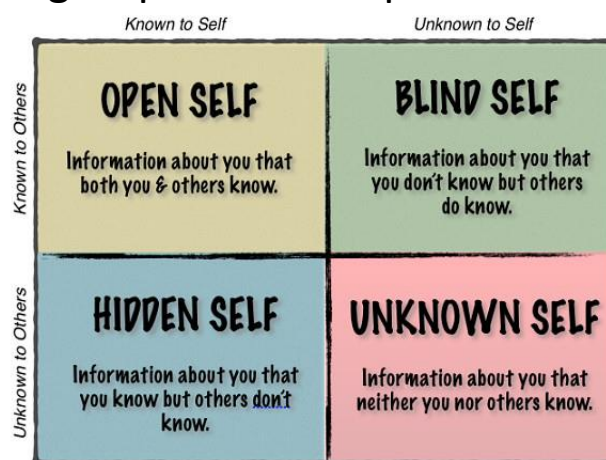 Known to Self
Unknown to Self
Known to Others
OPEN SELF
Information about you that
both you & others know.
BLIND SELF
Information about you that
you don't know but others
do know.
Unknown to Others
HIDDEN SELF
Information about you that
you know but others don't
know.
UNKNOWN SELF
Information about you that
neither you nor others know.